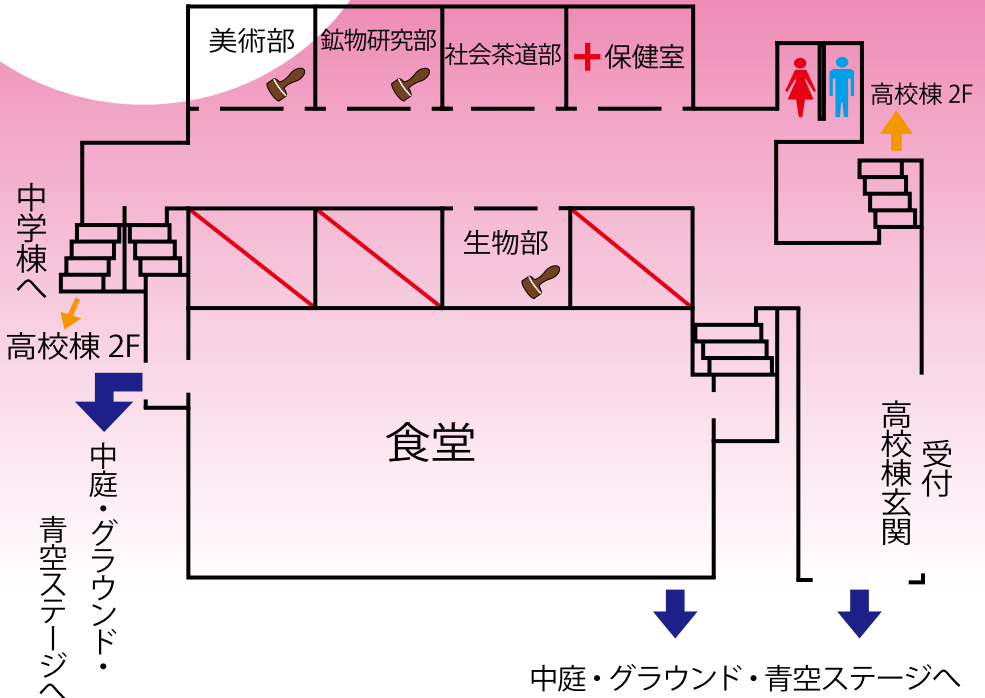 美術部
鉱物研究部
社会茶道部
保健室
高校棟 2F
中学棟へ
生物部
高校棟 2F
食堂
受付
高校棟玄関
中庭・グラウンド・
青空ステージへ
中庭・グラウンド・青空ステージへ